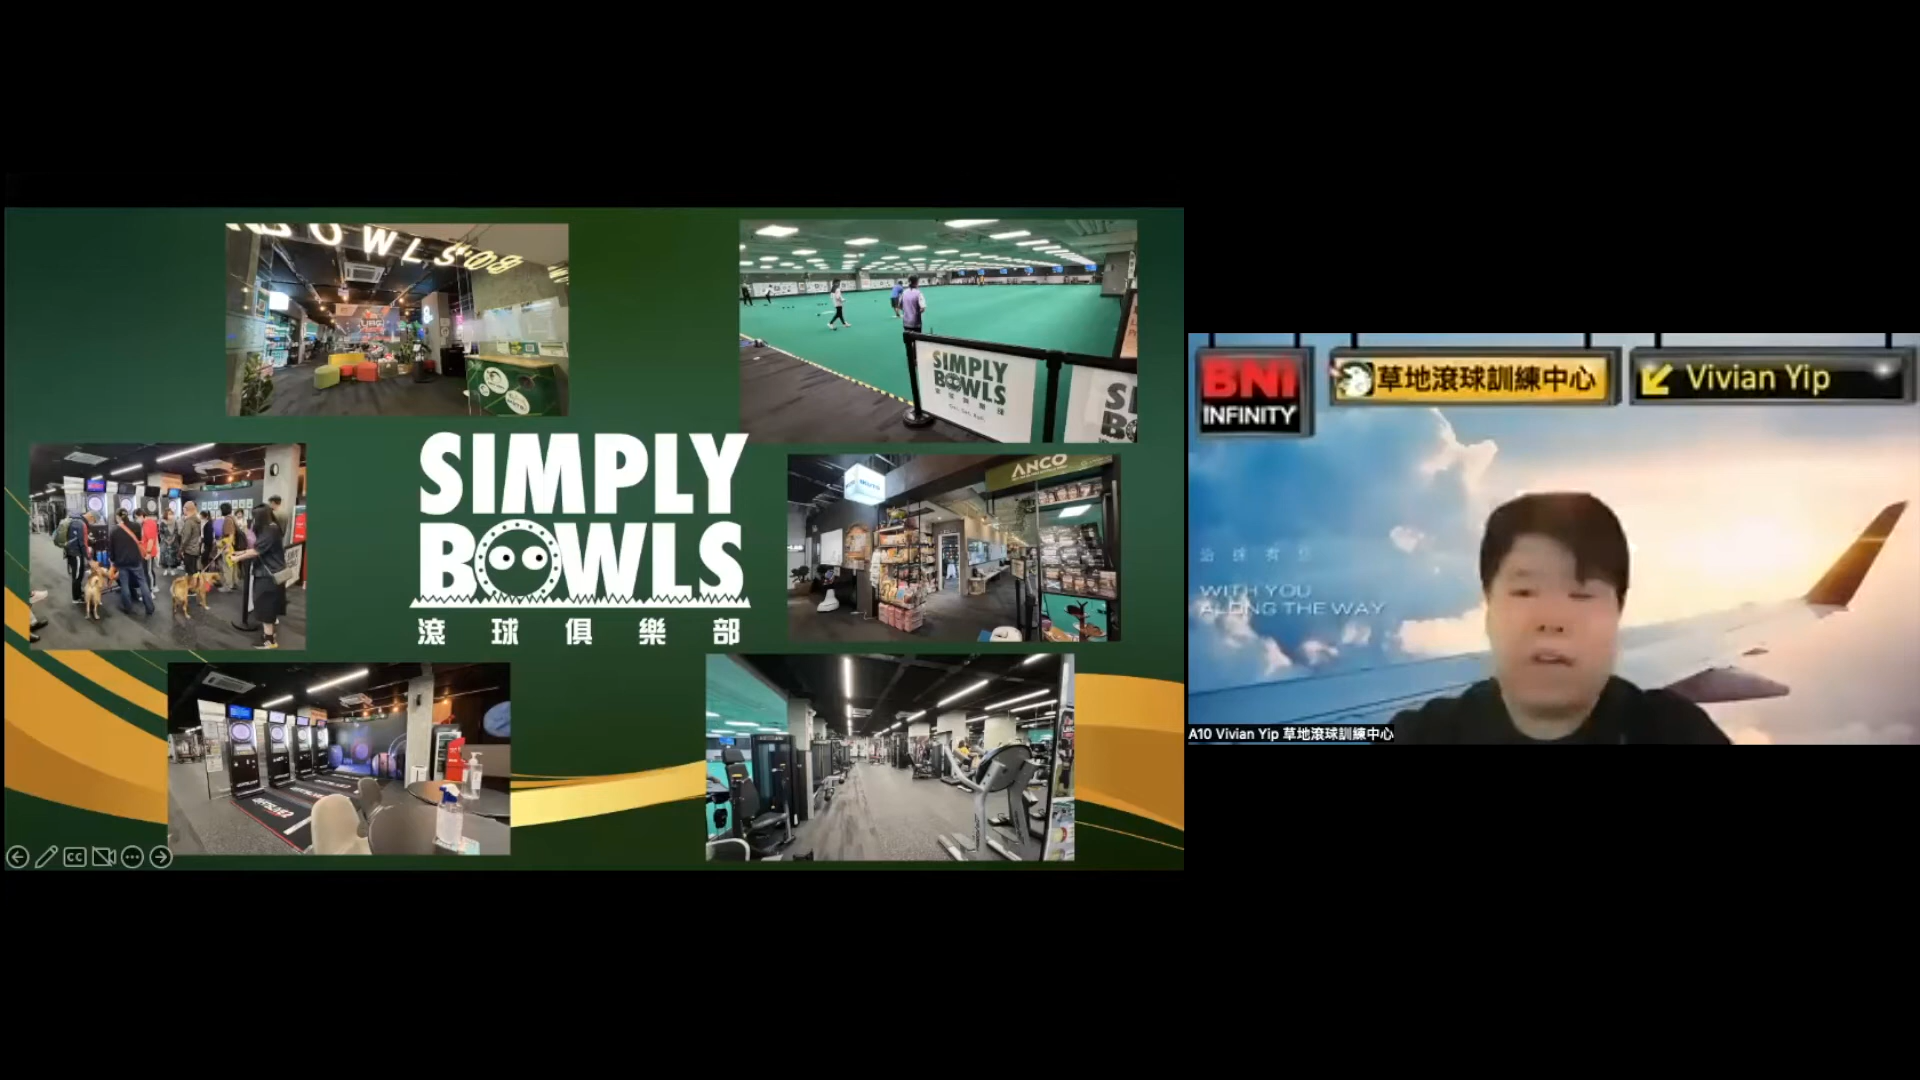 BOWLS
SIMPLY
BOWLS
ANCO
SIMPLY
BOWLS
滾球俱樂部
BNI
INFINITY
草地滾球訓練中心
Vivian Yip
WITH YOU
ALONG THE WAY
A10 Vivian Yip 草地滾球訓練中心